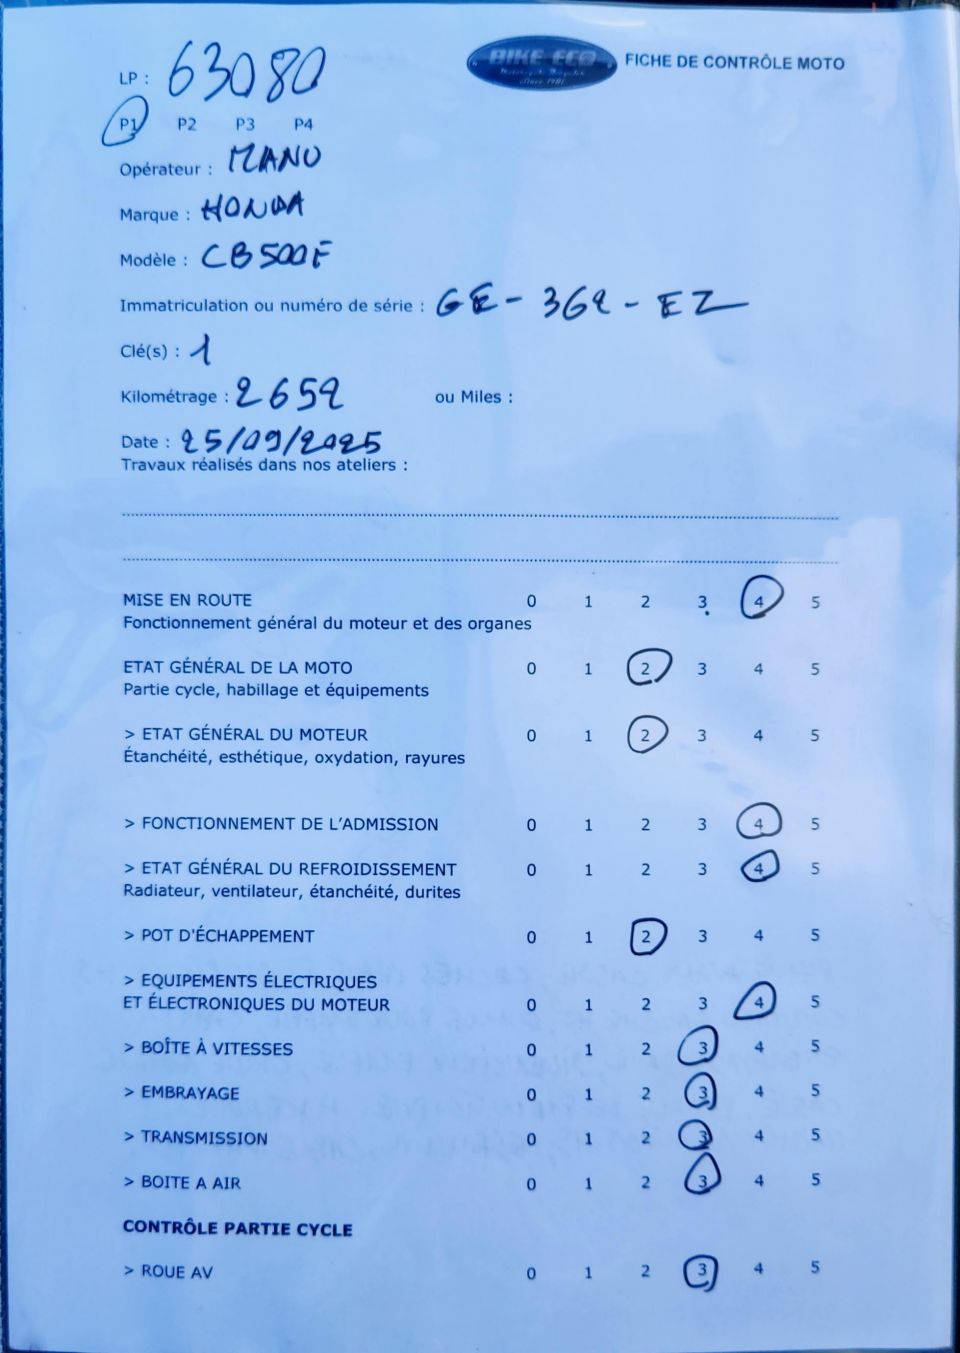 BIKE ECO
FICHE DE CONTRÔLE MOTO
LP : 63080
P1 P2 P3 P4
Opérateur : MANU
Marque : HONDA
Modèle : CB500F
Immatriculation ou numéro de série : GE-362-EZ
Clé(s) : 1
Kilométrage : 2652 ou Miles :
Date : 25/09/2025
Travaux réalisés dans nos ateliers :
MISE EN ROUTE 0 1 2 3 4 5
Fonctionnement général du moteur et des organes
ETAT GÉNÉRAL DE LA MOTO 0 1 2 3 4 5
Partie cycle, habillage et équipements
> ETAT GÉNÉRAL DU MOTEUR 0 1 2 3 4 5
Étanchéité, esthétique, oxydation, rayures
> FONCTIONNEMENT DE L'ADMISSION 0 1 2 3 4 5
> ETAT GÉNÉRAL DU REFROIDISSEMENT 0 1 2 3 4 5
Radiateur, ventilateur, étanchéité, durites
> POT D'ÉCHAPPEMENT 0 1 2 3 4 5
> EQUIPEMENTS ÉLECTRIQUES
ET ÉLECTRONIQUES DU MOTEUR 0 1 2 3 4 5
> BOÎTE À VITESSES 0 1 2 3 4 5
> EMBRAYAGE 0 1 2 3 4 5
> TRANSMISSION 0 1 2 3 4 5
> BOITE A AIR 0 1 2 3 4 5
CONTRÔLE PARTIE CYCLE
> ROUE AV 0 1 2 3 4 5